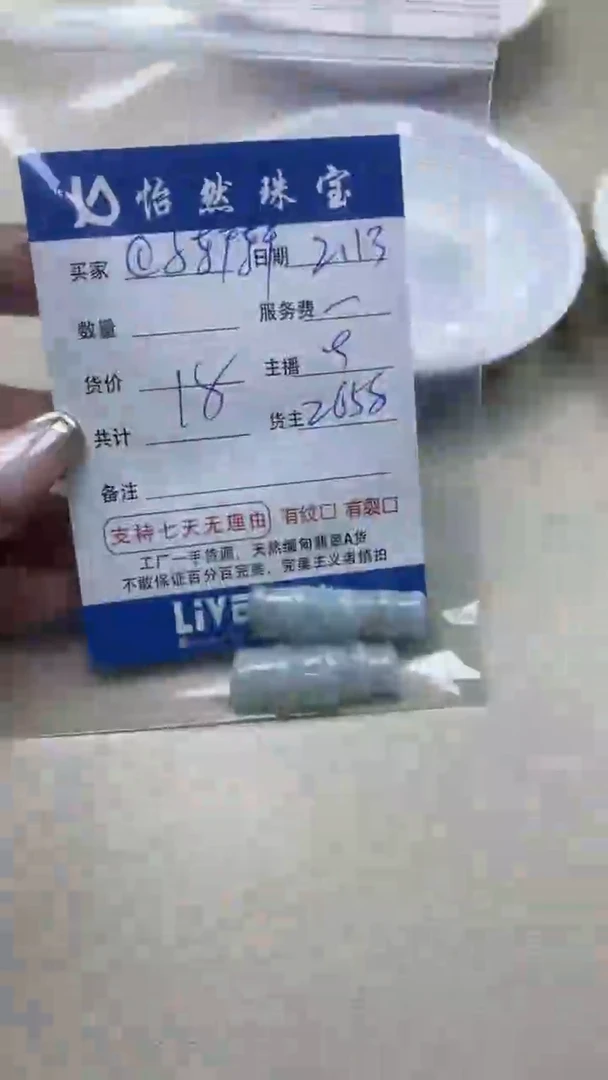 怡然珠宝
买家 日期 2.13
数量 服务费
货价 18 主播 9
共计 货主 2658
备注
支持七天无理由 有纹口 有裂口
工厂一手货源,天然缅甸翡翠A货
不敢保证百分百完美,完美主义者慎拍
LIVE